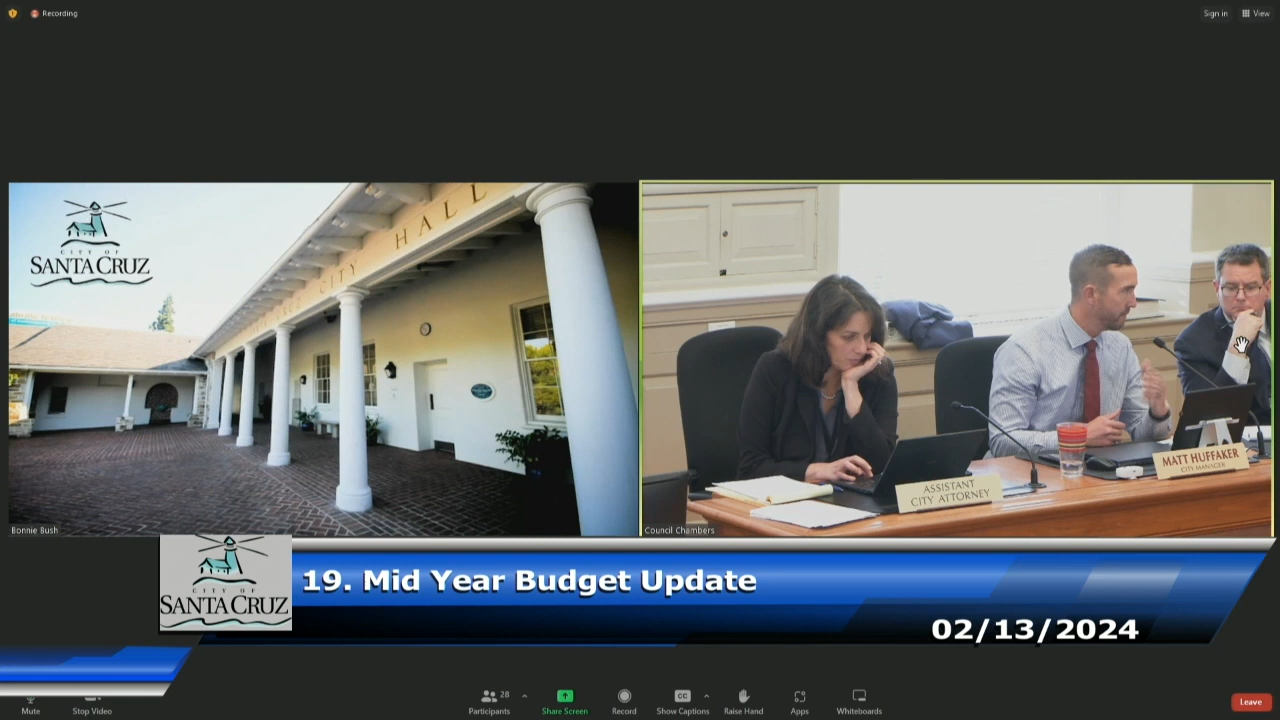 Recording
Sign in
View
CITY OF
SANTA CRUZ
CITY HALL
Bonnie Bush
ASSISTANT
CITY ATTORNEY
MATT HUFFAKER
CITY MANAGER
Council Chambers
CITY OF
SANTA CRUZ
19. Mid Year Budget Update
02/13/2024
Mute
Stop Video
Participants
28
Share Screen
Record
CC
Show Captions
Raise Hand
Apps
Whiteboards
Leave